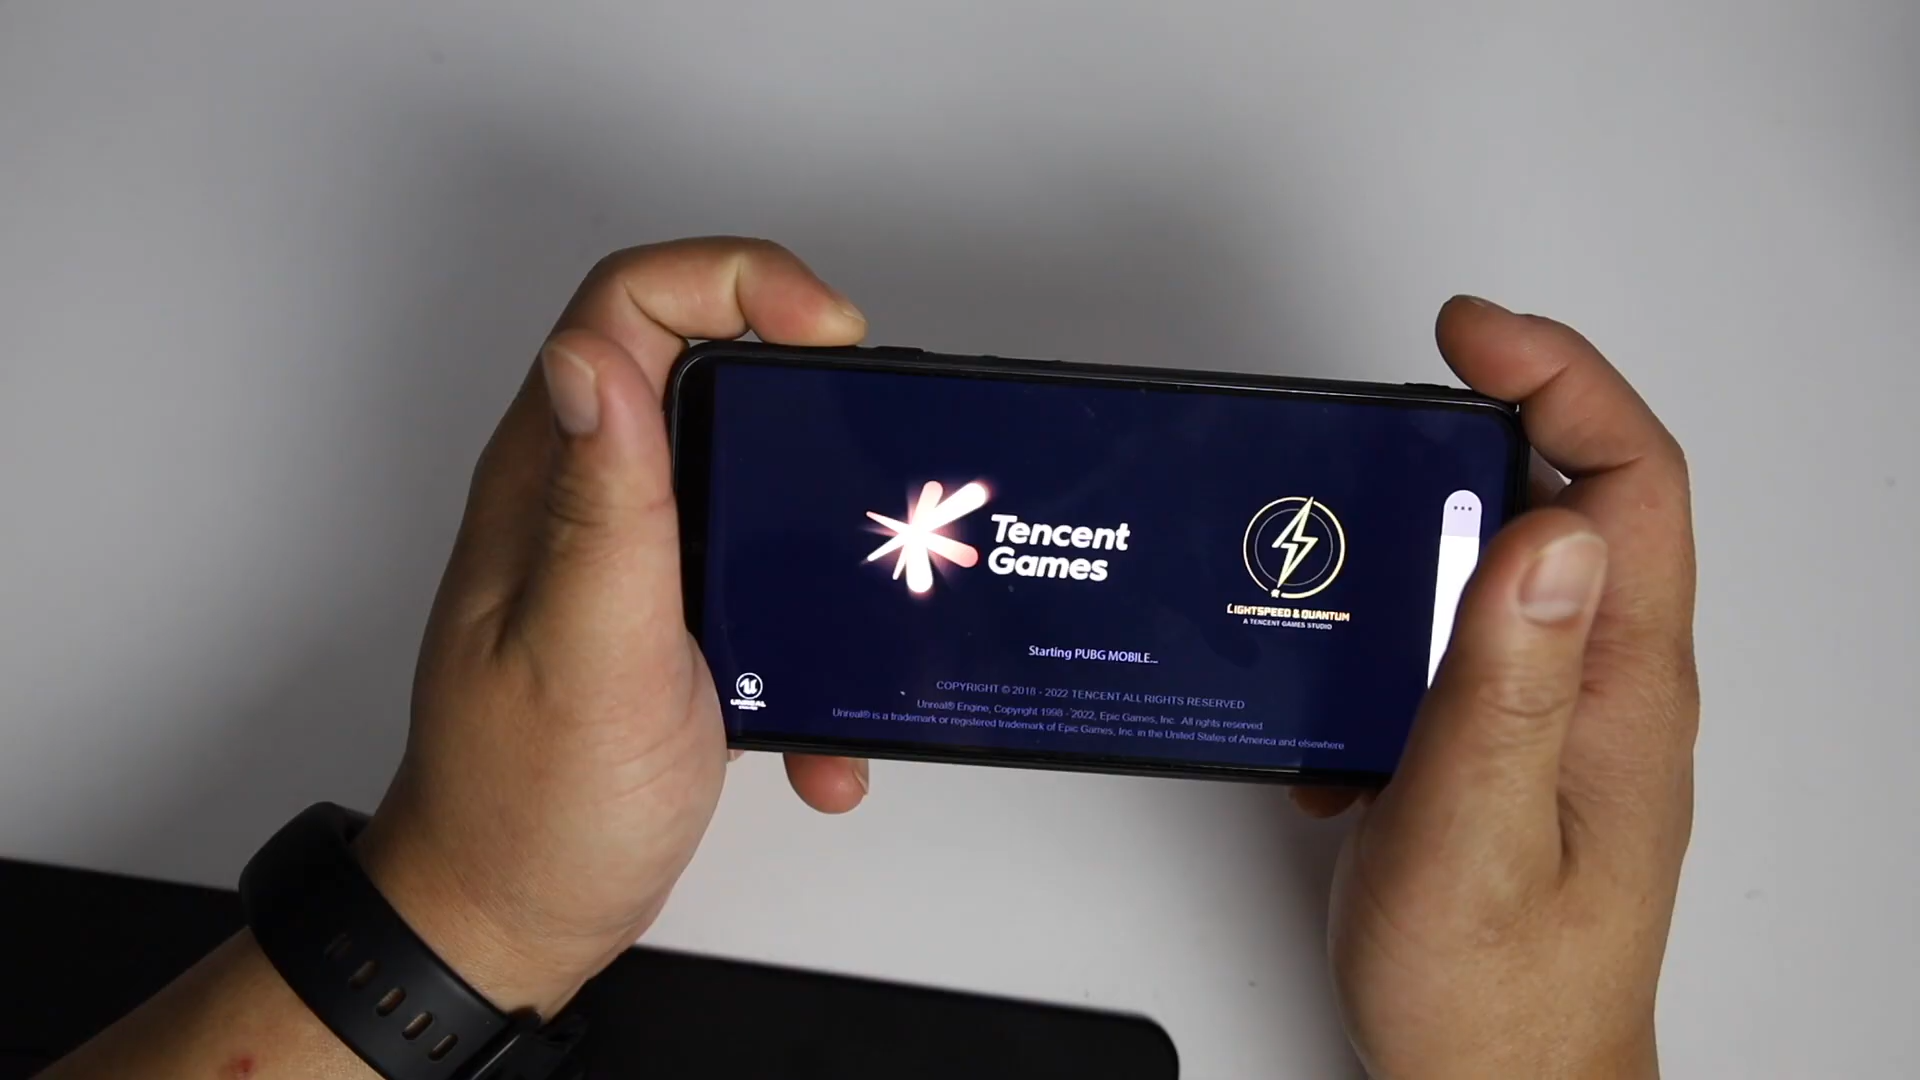 Tencent
Games
LIGHTSPEED & QUANTUM
A TENCENT GAMES STUDIO
Starting PUBG MOBILE...
COPYRIGHT © 2018 - 2022 TENCENT ALL RIGHTS RESERVED
Unreal® Engine, Copyright 1998 - 2022, Epic Games, Inc. All rights reserved
Unreal® is a trademark or registered trademark of Epic Games, Inc. in the United States of America and elsewhere
UNREAL